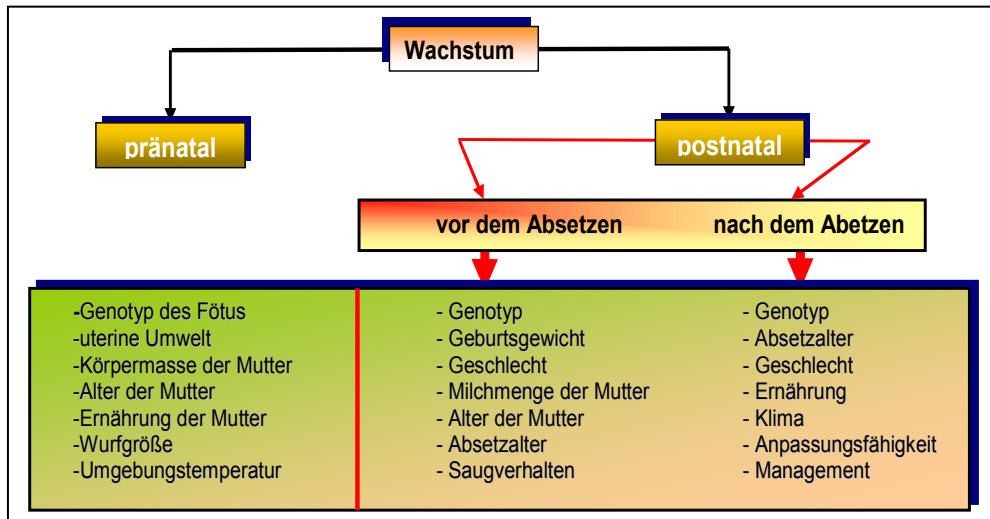 Wachstum
pränatal
postnatal
vor dem Absetzen
nach dem Abetzen
-Genotyp des Fötus
-uterine Umwelt
-Körpermasse der Mutter
-Alter der Mutter
-Ernährung der Mutter
-Wurfgröße
-Umgebungstemperatur
- Genotyp
- Geburtsgewicht
- Geschlecht
- Milchmenge der Mutter
- Alter der Mutter
- Absetzalter
- Saugverhalten
- Genotyp
- Absetzalter
- Geschlecht
- Ernährung
- Klima
- Anpassungsfähigkeit
- Management